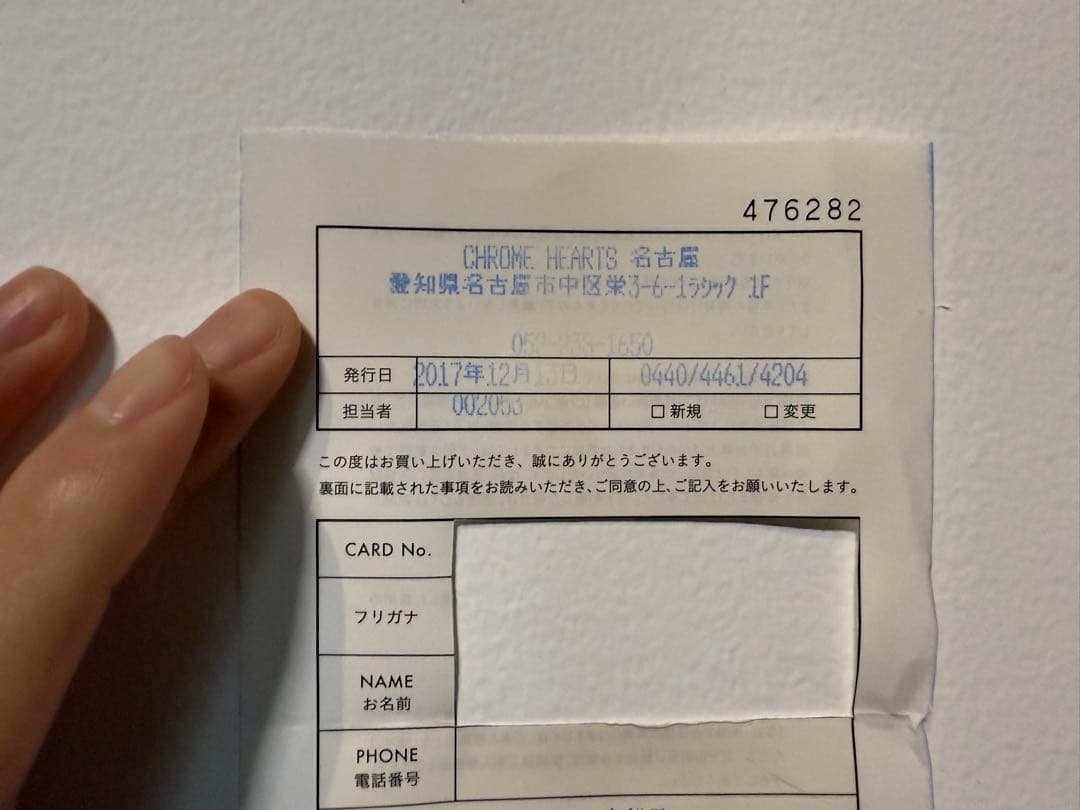 476282
CHROME HEARTS 名古屋
愛知県名古屋市中区栄3-6-1ラシック 1F
1650
発行日 2017年12月13日 0440/4461/4204
担当者 002053 □新規 □変更
この度はお買い上げいただき、誠にありがとうございます。
裏面に記載された事項をお読みいただき、ご同意の上、ご記入をお願いいたします。
CARD No.
フリガナ
NAME
お名前
PHONE
電話番号